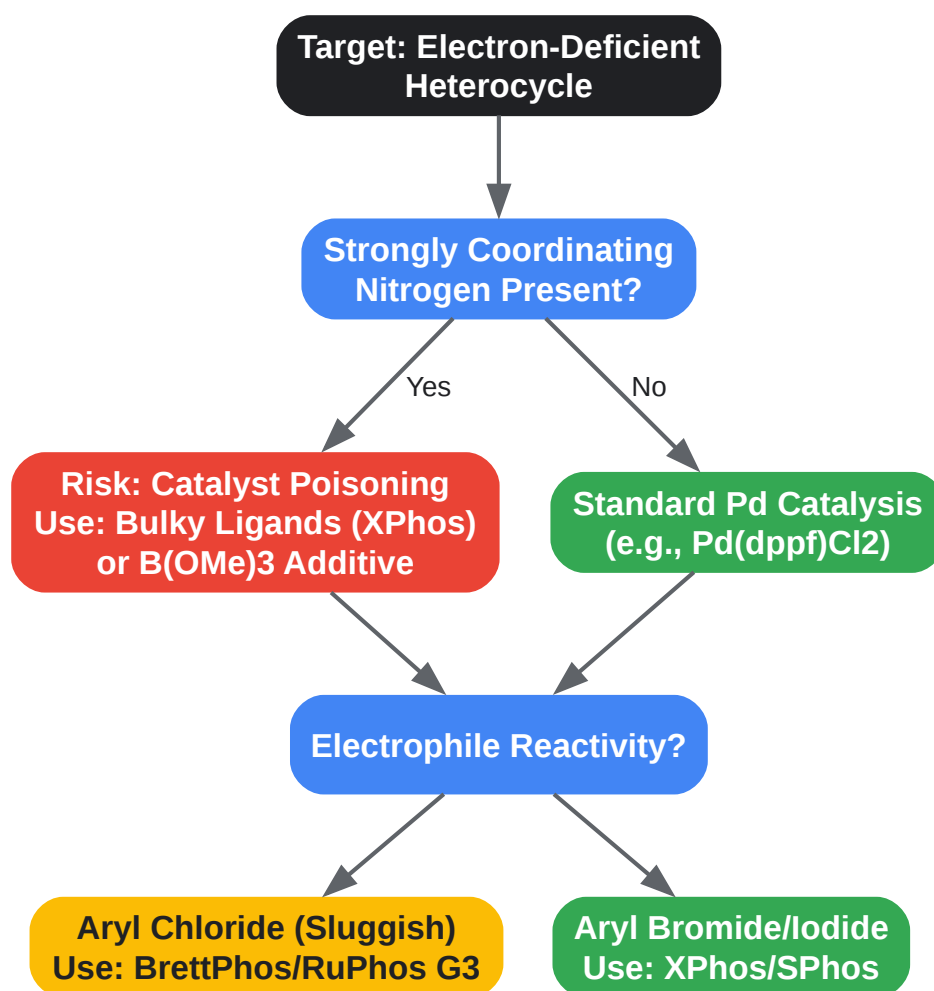 Target: Electron-Deficient
Heterocycle
Strongly Coordinating
Nitrogen Present?
Yes
No
Risk: Catalyst Poisoning
Use: Bulky Ligands (XPhos)
or B(OMe)3 Additive
Standard Pd Catalysis
(e.g., Pd(dppf)Cl2)
Electrophile Reactivity?
Aryl Chloride (Sluggish)
Use: BrettPhos/RuPhos G3
Aryl Bromide/Iodide
Use: XPhos/SPhos